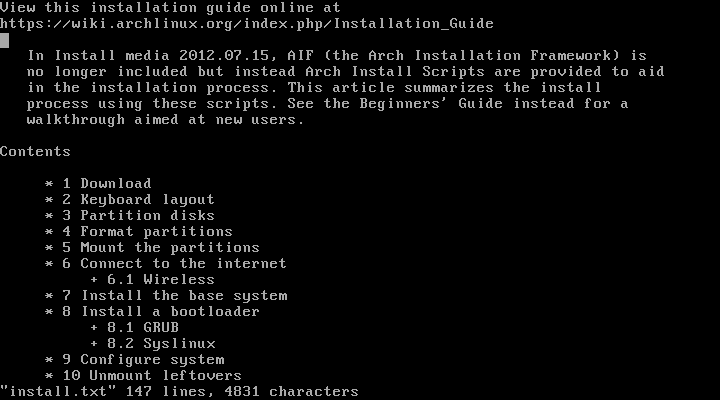 View this installation guide online at
https://wiki.archlinux.org/index.php/Installation_Guide
In Install media 2012.07.15, AIF (the Arch Installation Framework) is
no longer included but instead Arch Install Scripts are provided to aid
in the installation process. This article summarizes the install
process using these scripts. See the Beginners' Guide instead for a
walkthrough aimed at new users.
Contents
* 1 Download
* 2 Keyboard layout
* 3 Partition disks
* 4 Format partitions
* 5 Mount the partitions
* 6 Connect to the internet
+ 6.1 Wireless
* 7 Install the base system
* 8 Install a bootloader
+ 8.1 GRUB
+ 8.2 Syslinux
* 9 Configure system
* 10 Unmount leftovers
"install.txt" 147 lines, 4831 characters